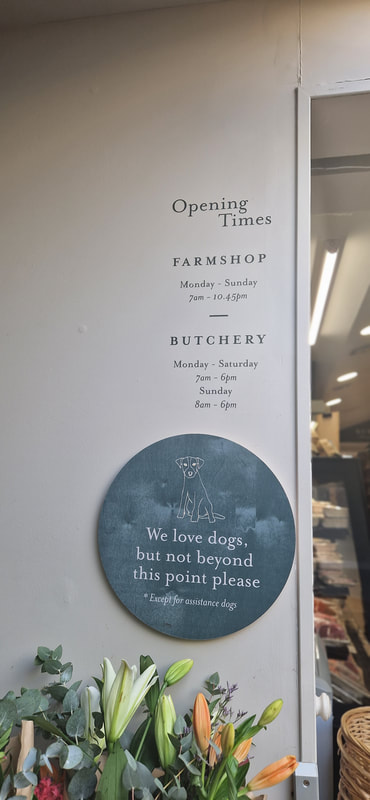 Opening
Times
FARMSHOP
Monday - Sunday
7am - 10.45pm
BUTCHERY
Monday - Saturday
7am - 6pm
Sunday
8am - 6pm
We love dogs,
but not beyond
this point please
* Except for assistance dogs